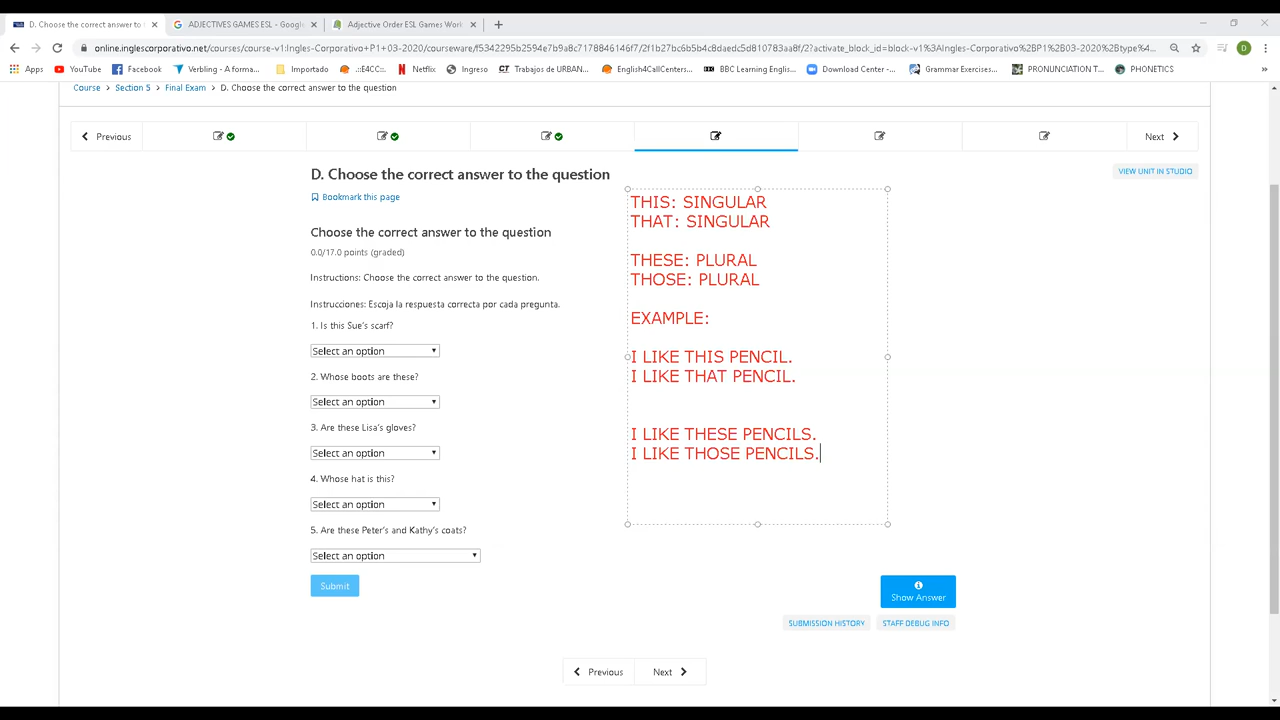 D. Choose the correct answer to t
ADJECTIVES GAMES ESL - Googl
Adjective Order ESL Games Work
online.inglescorporativo.net/courses/course-v1:Ingles-Corporativo+P1+03-2020/courseware/f5342295b2594e7b9a8c7178846146f7/2f1b27bc6b5b4c8daedc5d810783aa8f/2?activate_block_id=block-v1%3AIngles-Corporativo%2BP1%2B03-2020%2Btype%4...
D
Apps
YouTube
Facebook
Verbling - A forma...
Importado
.::E4CC::.
Netflix
Ingreso
Trabajos de URBAN...
English4CallCenters...
BBC Learning English...
Download Center -...
Grammar Exercises...
PRONUNCIATION T...
PHONETICS
»
Course > Section 5 > Final Exam > D. Choose the correct answer to the question
Previous
Next
D. Choose the correct answer to the question
VIEW UNIT IN STUDIO
Bookmark this page
Choose the correct answer to the question
0.0/17.0 points (graded)
Instructions: Choose the correct answer to the question.
Instrucciones: Escoja la respuesta correcta por cada pregunta.
1. Is this Sue's scarf?
Select an option
2. Whose boots are these?
Select an option
3. Are these Lisa's gloves?
Select an option
4. Whose hat is this?
Select an option
5. Are these Peter's and Kathy's coats?
Select an option
Submit
THIS: SINGULAR
THAT: SINGULAR
THESE: PLURAL
THOSE: PLURAL
EXAMPLE:
I LIKE THIS PENCIL.
I LIKE THAT PENCIL.
I LIKE THESE PENCILS.
I LIKE THOSE PENCILS.
Show Answer
SUBMISSION HISTORY
STAFF DEBUG INFO
Previous
Next